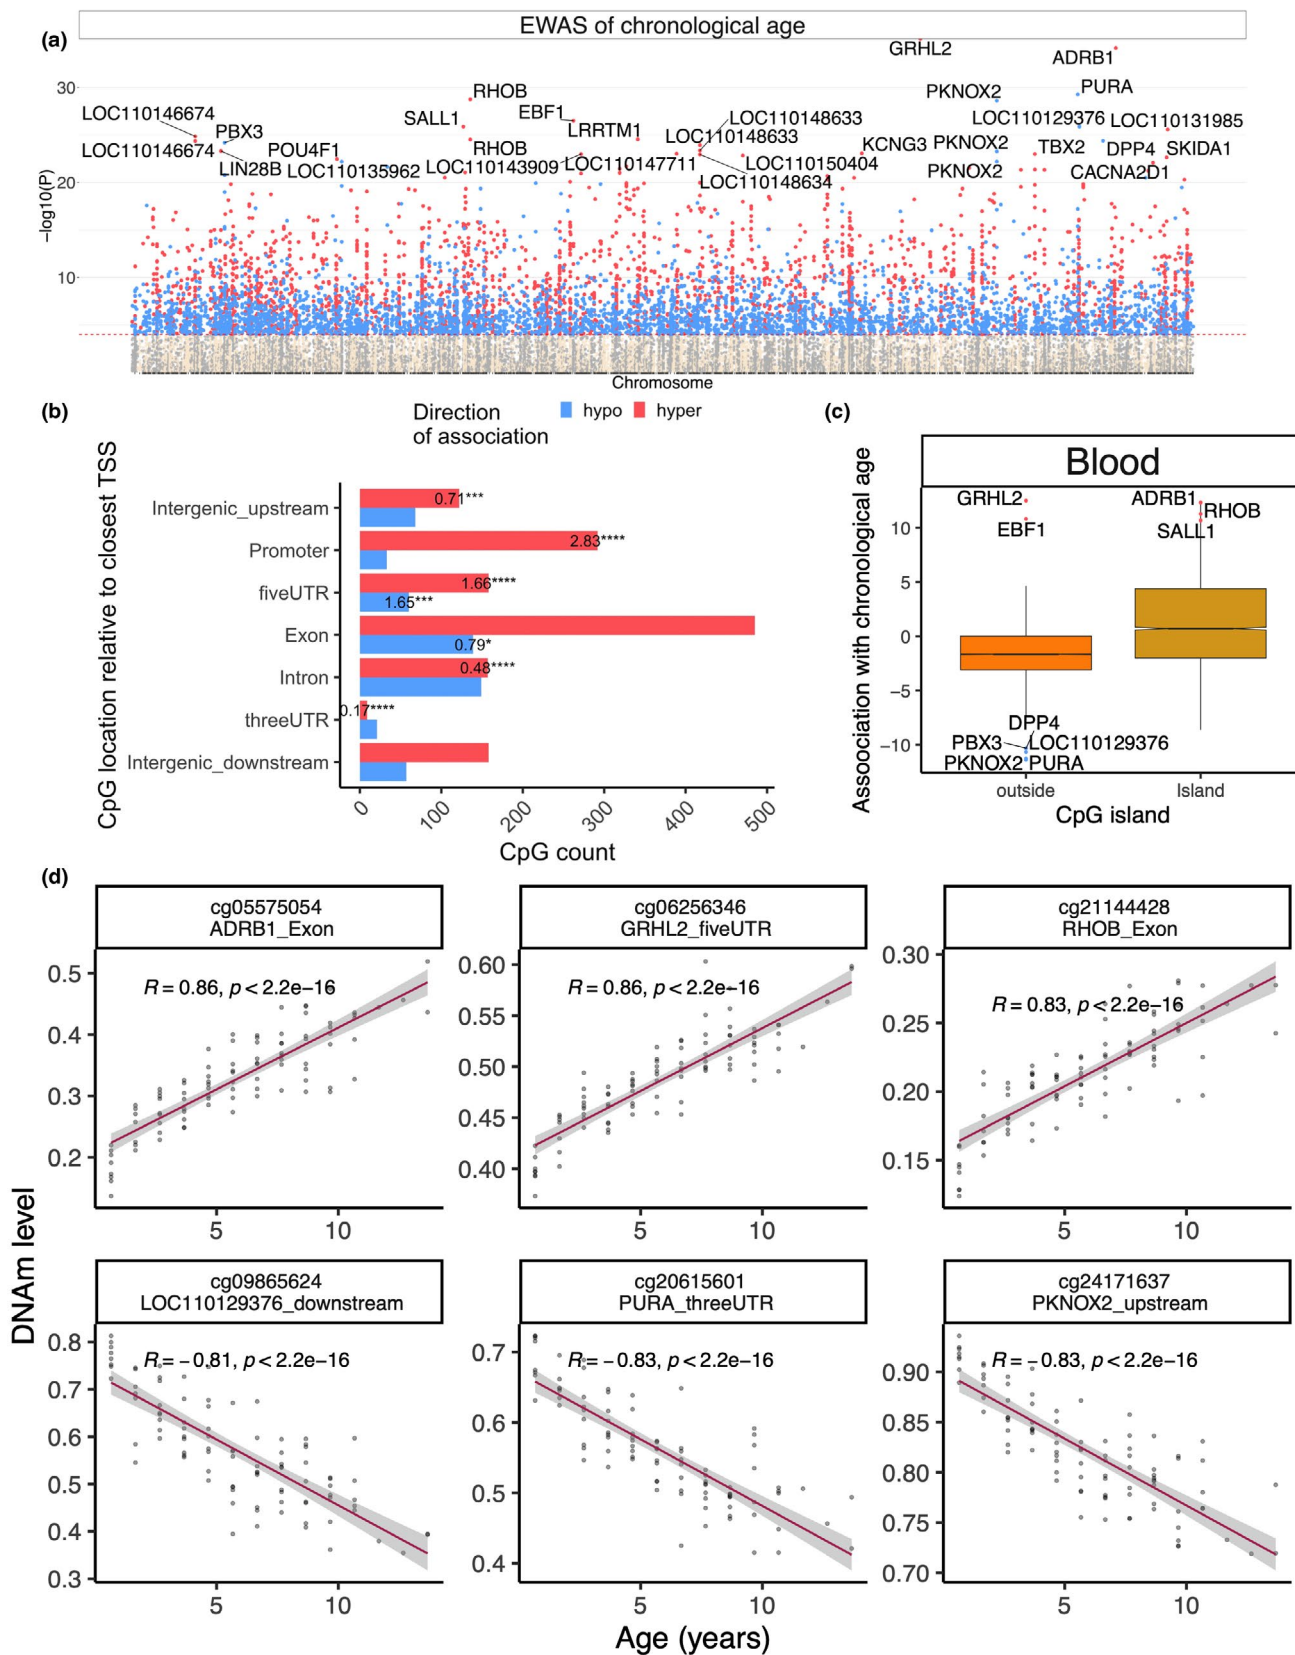 (a)
EWAS of chronological age
−log10(P)
30
20
10
GRHL2
ADRB1
RHOB
PKNOX2
PURA
LOC110146674
PBX3
SALL1
EBF1
LOC110148633
LOC110129376
LOC110131985
LRRTM1
LOC110148633
LOC110146674
POU4F1
RHOB
KCNG3
PKNOX2
TBX2
DPP4
SKIDA1
LIN28B
LOC110135962
LOC110143909
LOC110147711
LOC110150404
PKNOX2
CACNA2D1
LOC110148634
Chromosome
(b)
Direction
of association
hypo
hyper
CpG location relative to closest TSS
Intergenic_upstream
0.71***
Promoter
2.83****
fiveUTR
1.66****
1.65***
Exon
0.79*
Intron
0.48****
threeUTR
0.17****
Intergenic_downstream
0
100
200
300
400
500
CpG count
(c)
Blood
Assoociation with chronological age
10
5
0
−5
−10
GRHL2
EBF1
ADRB1
RHOB
SALL1
DPP4
PBX3
LOC110129376
PKNOX2
PURA
outside
Island
CpG island
(d)
DNAm level
cg05575054
ADRB1_Exon
R = 0.86, p < 2.2e−16
0.5
0.4
0.3
0.2
5
10
cg06256346
GRHL2_fiveUTR
R = 0.86, p < 2.2e−16
0.60
0.55
0.50
0.45
0.40
5
10
cg21144428
RHOB_Exon
R = 0.83, p < 2.2e−16
0.30
0.25
0.20
0.15
5
10
cg09865624
LOC110129376_downstream
R = −0.81, p < 2.2e−16
0.8
0.7
0.6
0.5
0.4
0.3
5
10
cg20615601
PURA_threeUTR
R = −0.83, p < 2.2e−16
0.7
0.6
0.5
0.4
5
10
cg24171637
PKNOX2_upstream
R = −0.83, p < 2.2e−16
0.90
0.85
0.80
0.75
0.70
5
10
Age (years)